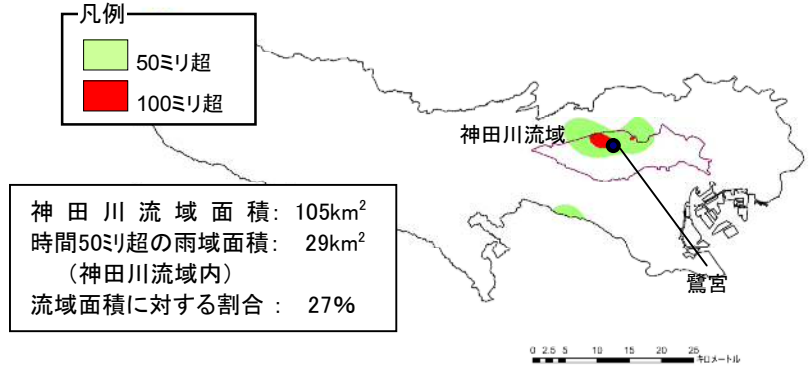 凡例
50ミリ超
100ミリ超
神田川流域
神田川流域面積: 105km²
時間50ミリ超の雨域面積: 29km²
(神田川流域内)
流域面積に対する割合 : 27%
鷺宮
0 2.5 5 10 15 20 25
キロメートル